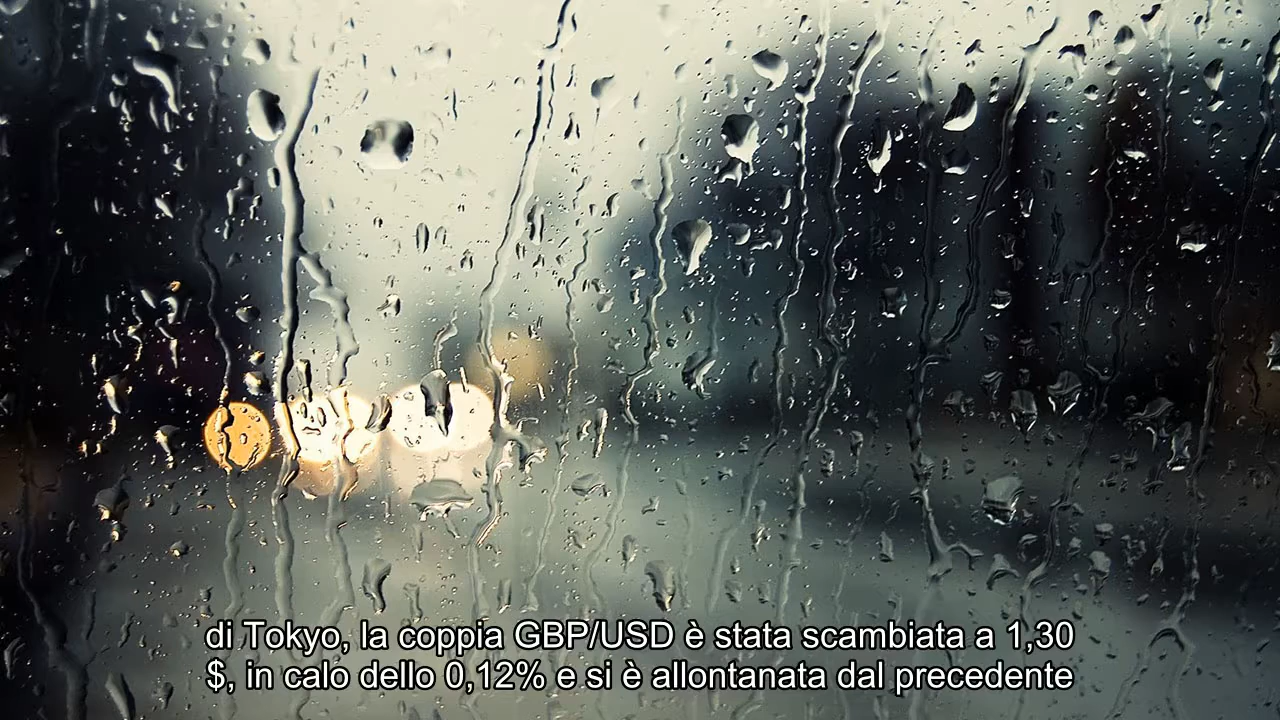 di Tokyo, la coppia GBP/USD è stata scambiata a 1,30
$, in calo dello 0,12% e si è allontanata dal precedente